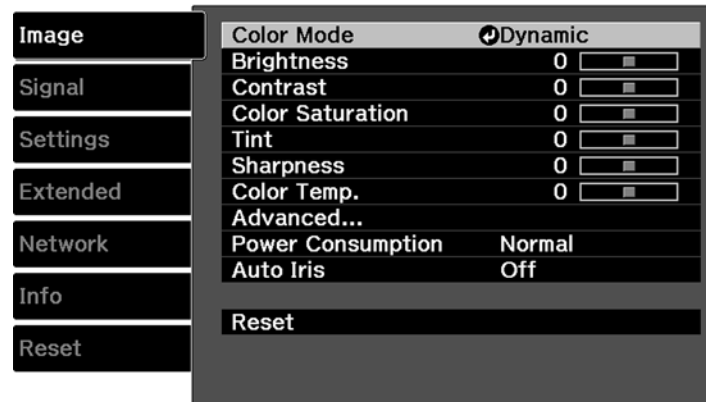 Image
Signal
Settings
Extended
Network
Info
Reset
Color Mode Dynamic
Brightness 0
Contrast 0
Color Saturation 0
Tint 0
Sharpness 0
Color Temp. 0
Advanced...
Power Consumption Normal
Auto Iris Off
Reset